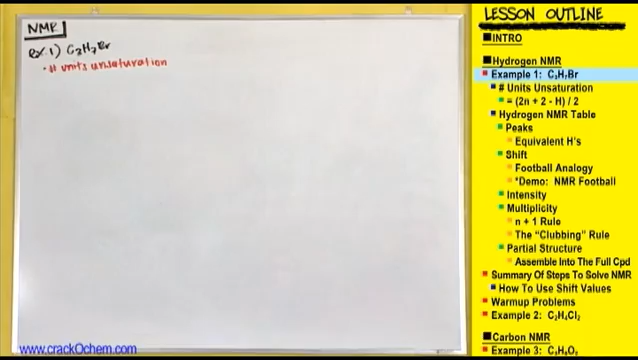 NMR
ex. 1) C₃H₇Br
· # units unsaturation
www.crackOchem.com
LESSON OUTLINE
INTRO
Hydrogen NMR
Example 1: C₃H₇Br
# Units Unsaturation
= (2n + 2 - H) / 2
Hydrogen NMR Table
Peaks
Equivalent H's
Shift
Football Analogy
*Demo: NMR Football
Intensity
Multiplicity
n + 1 Rule
The "Clubbing" Rule
Partial Structure
Assemble Into The Full Cpd
Summary Of Steps To Solve NMR
How To Use Shift Values
Warmup Problems
Example 2: C₂H₄Cl₂
Carbon NMR